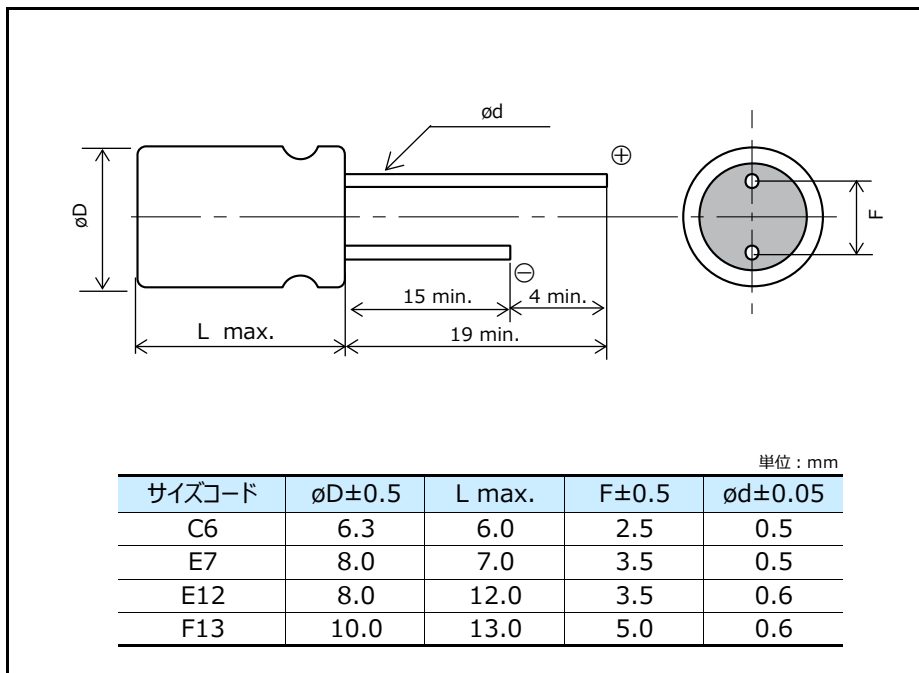 ød
⊕
øD
F
⊖
15 min.
4 min.
L max.
19 min.
単位：mm
サイズコード øD±0.5 L max. F±0.5 ød±0.05
C6 6.3 6.0 2.5 0.5
E7 8.0 7.0 3.5 0.5
E12 8.0 12.0 3.5 0.6
F13 10.0 13.0 5.0 0.6